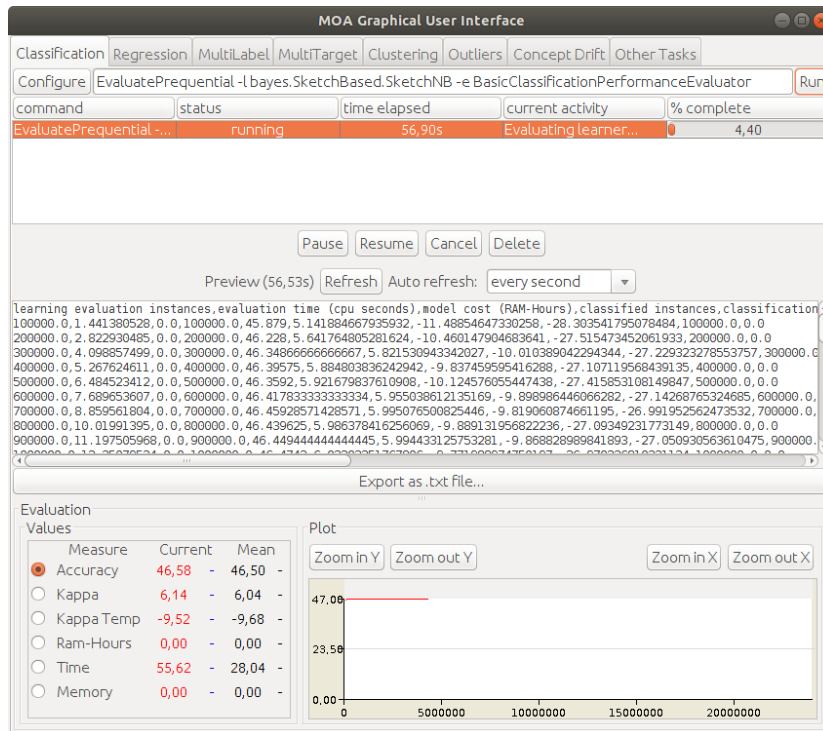 MOA Graphical User Interface
Classification Regression MultiLabel MultiTarget Clustering Outliers Concept Drift Other Tasks
Configure EvaluatePrequential -l bayes.SketchBased.SketchNB -e BasicClassificationPerformanceEvaluator Run
command status time elapsed current activity % complete
EvaluatePrequential -... running 56,90s Evaluating learner... 4,40
Pause Resume Cancel Delete
Preview (56,53s) Refresh Auto refresh: every second
learning evaluation instances,evaluation time (cpu seconds),model cost (RAM-Hours),classified instances,classification
100000.0,1.441380528,0.0,100000.0,45.879,5.141884667935932,-11.48854647330258,-28.303541795078484,100000.0,0.0
200000.0,2.822930485,0.0,200000.0,46.228,5.641764805281624,-10.460147904683641,-27.515473452061933,200000.0,0.0
300000.0,4.098857499,0.0,300000.0,46.34866666666667,5.821530943342027,-10.010389042294344,-27.229323278553757,300000.0
400000.0,5.267624611,0.0,400000.0,46.39575,5.884803836242942,-9.837459595416288,-27.107119568439135,400000.0,0.0
500000.0,6.484523412,0.0,500000.0,46.3592,5.921679837610908,-10.124576055447438,-27.415853108149847,500000.0,0.0
600000.0,7.689653607,0.0,600000.0,46.417833333333334,5.955038612135169,-9.898986446066282,-27.14268765324685,600000.0,
700000.0,8.859561804,0.0,700000.0,46.45928571428571,5.995076500825446,-9.819060874661195,-26.991952562473532,700000.0,
800000.0,10.01991395,0.0,800000.0,46.439625,5.986378416256069,-9.889131956822236,-27.09349231773149,800000.0,0.0
900000.0,11.197505968,0.0,900000.0,46.449444444444445,5.994433125753281,-9.868828989841893,-27.050930563610475,900000.
Export as .txt file...
Evaluation
Values Plot
Measure Current Mean
Zoom in Y Zoom out Y Zoom in X Zoom out X
Accuracy 46,58 - 46,50 -
Kappa 6,14 - 6,04 -
Kappa Temp -9,52 - -9,68 -
Ram-Hours 0,00 - 0,00 -
Time 55,62 - 28,04 -
Memory 0,00 - 0,00 -
47,00
23,50
0,00
0 5000000 10000000 15000000 20000000